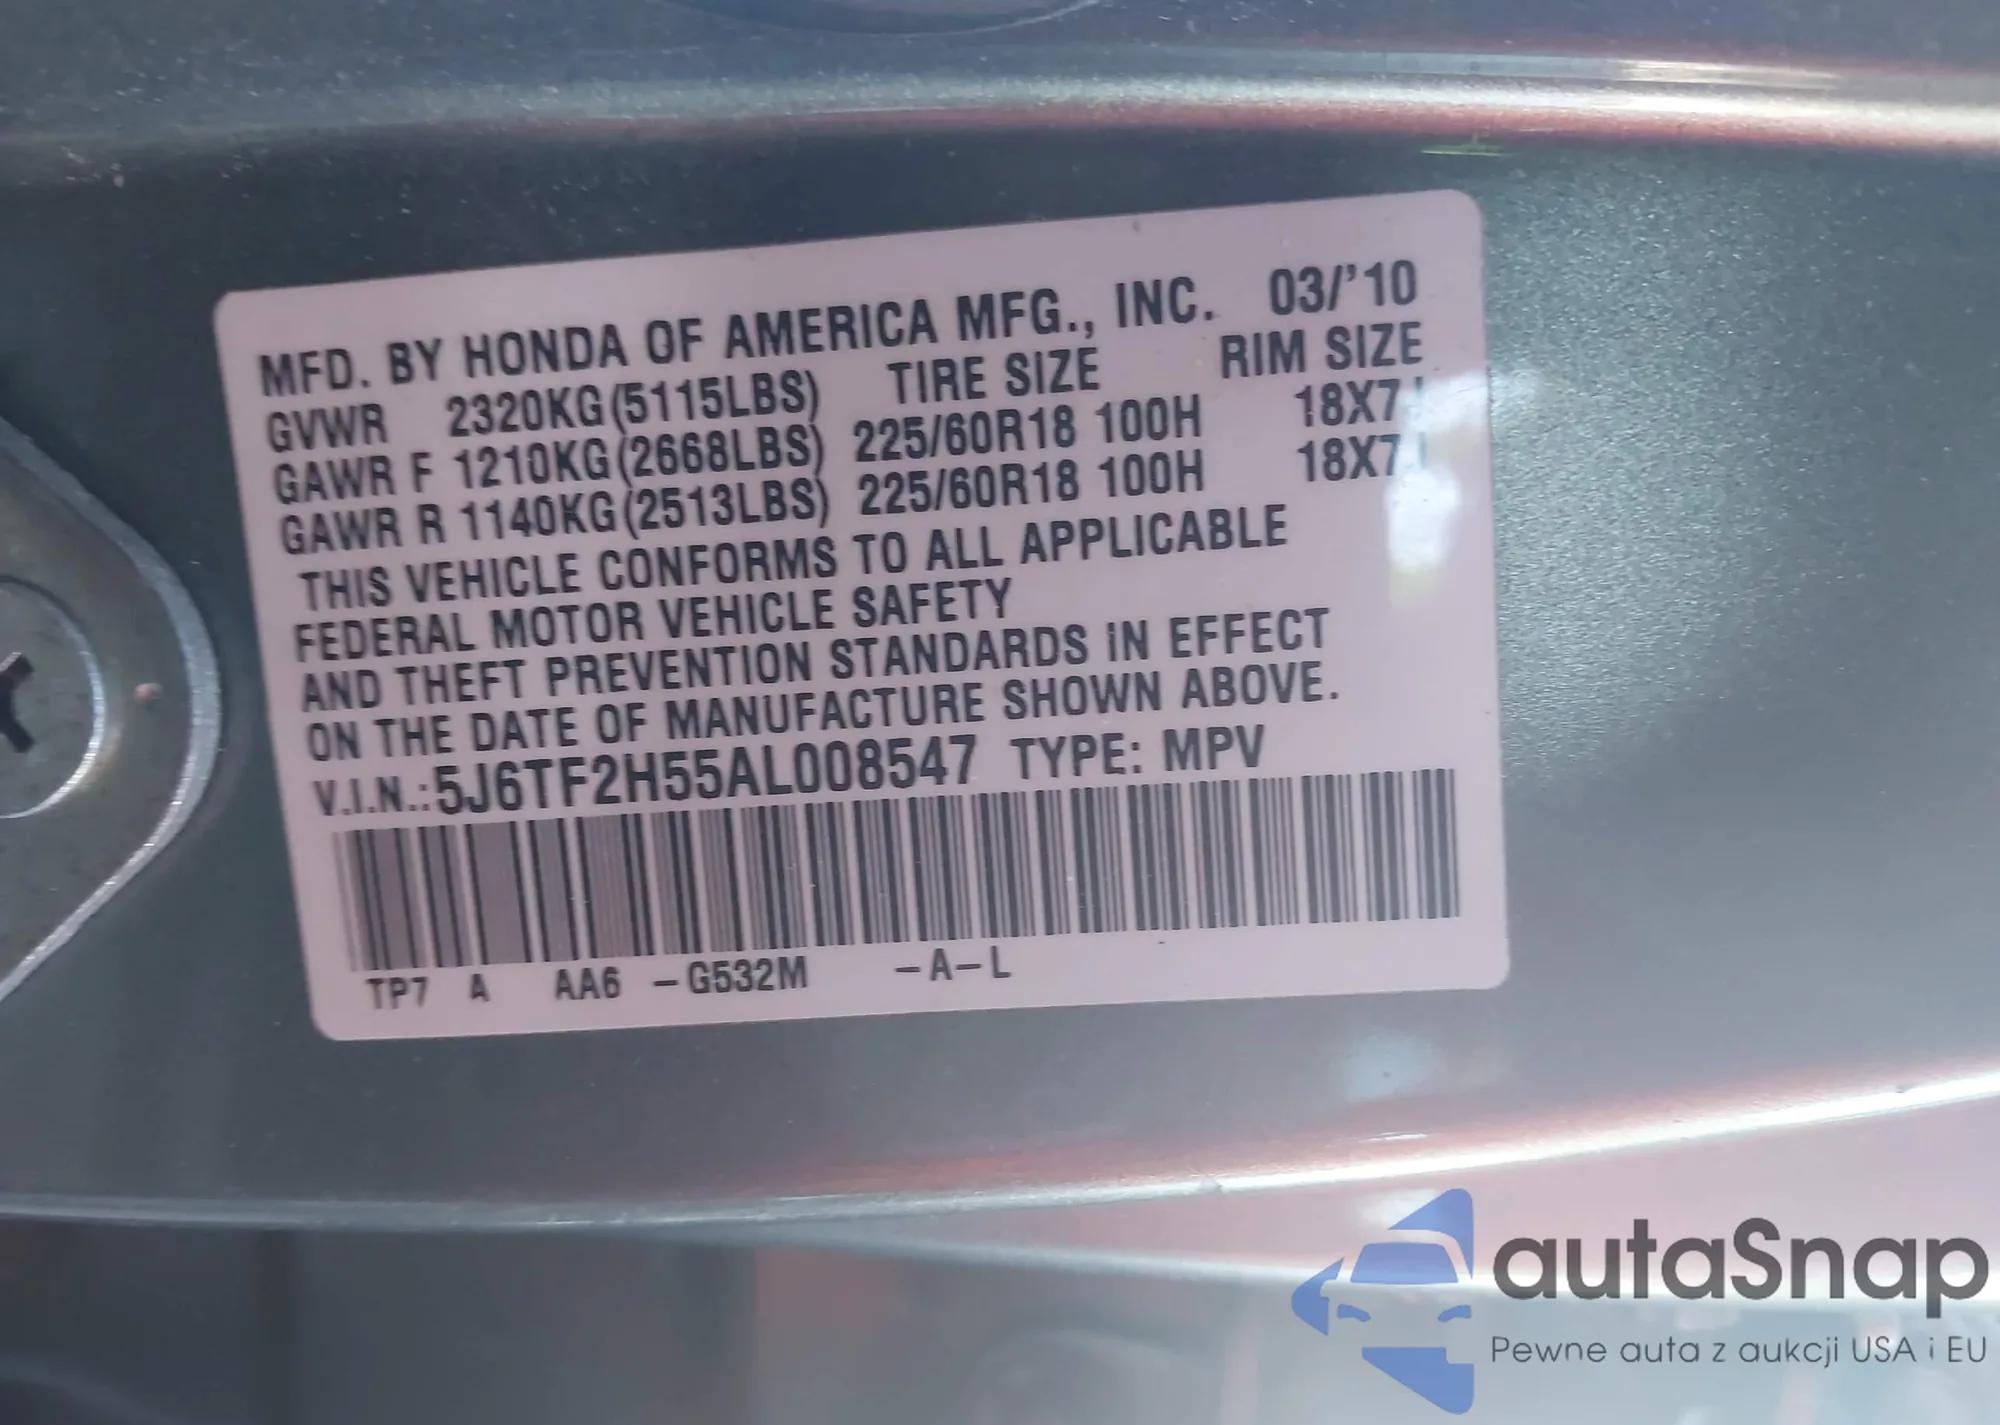 MFD. BY HONDA OF AMERICA MFG., INC. 03/'10
GVWR 2320KG(5115LBS) TIRE SIZE RIM SIZE
GAWR F 1210KG(2668LBS) 225/60R18 100H 18X7J
GAWR R 1140KG(2513LBS) 225/60R18 100H 18X7J
THIS VEHICLE CONFORMS TO ALL APPLICABLE
FEDERAL MOTOR VEHICLE SAFETY
AND THEFT PREVENTION STANDARDS IN EFFECT
ON THE DATE OF MANUFACTURE SHOWN ABOVE.
V.I.N.:5J6TF2H55AL008547 TYPE: MPV
TP7 A AA6 -G532M -A-L
autaSnap
Pewne auta z aukcji USA i EU